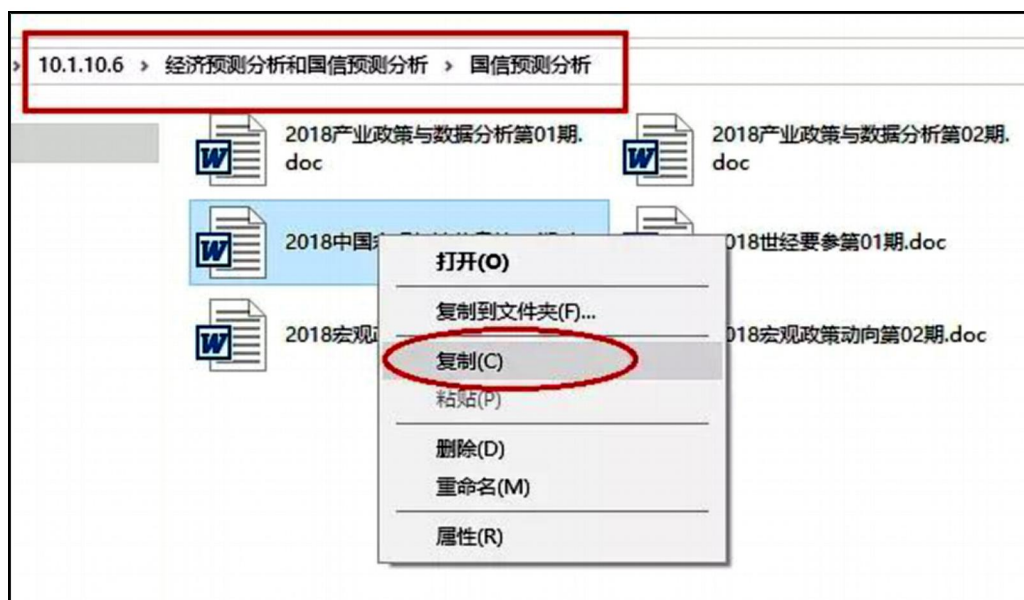 10.1.10.6 › 经济预测分析和国信预测分析 › 国信预测分析
2018产业政策与数据分析第01期.
doc
2018产业政策与数据分析第02期.
doc
2018中国
018世经要参第01期.doc
2018宏观
018宏观政策动向第02期.doc
打开(O)
复制到文件夹(F)...
复制(C)
粘贴(P)
删除(D)
重命名(M)
属性(R)